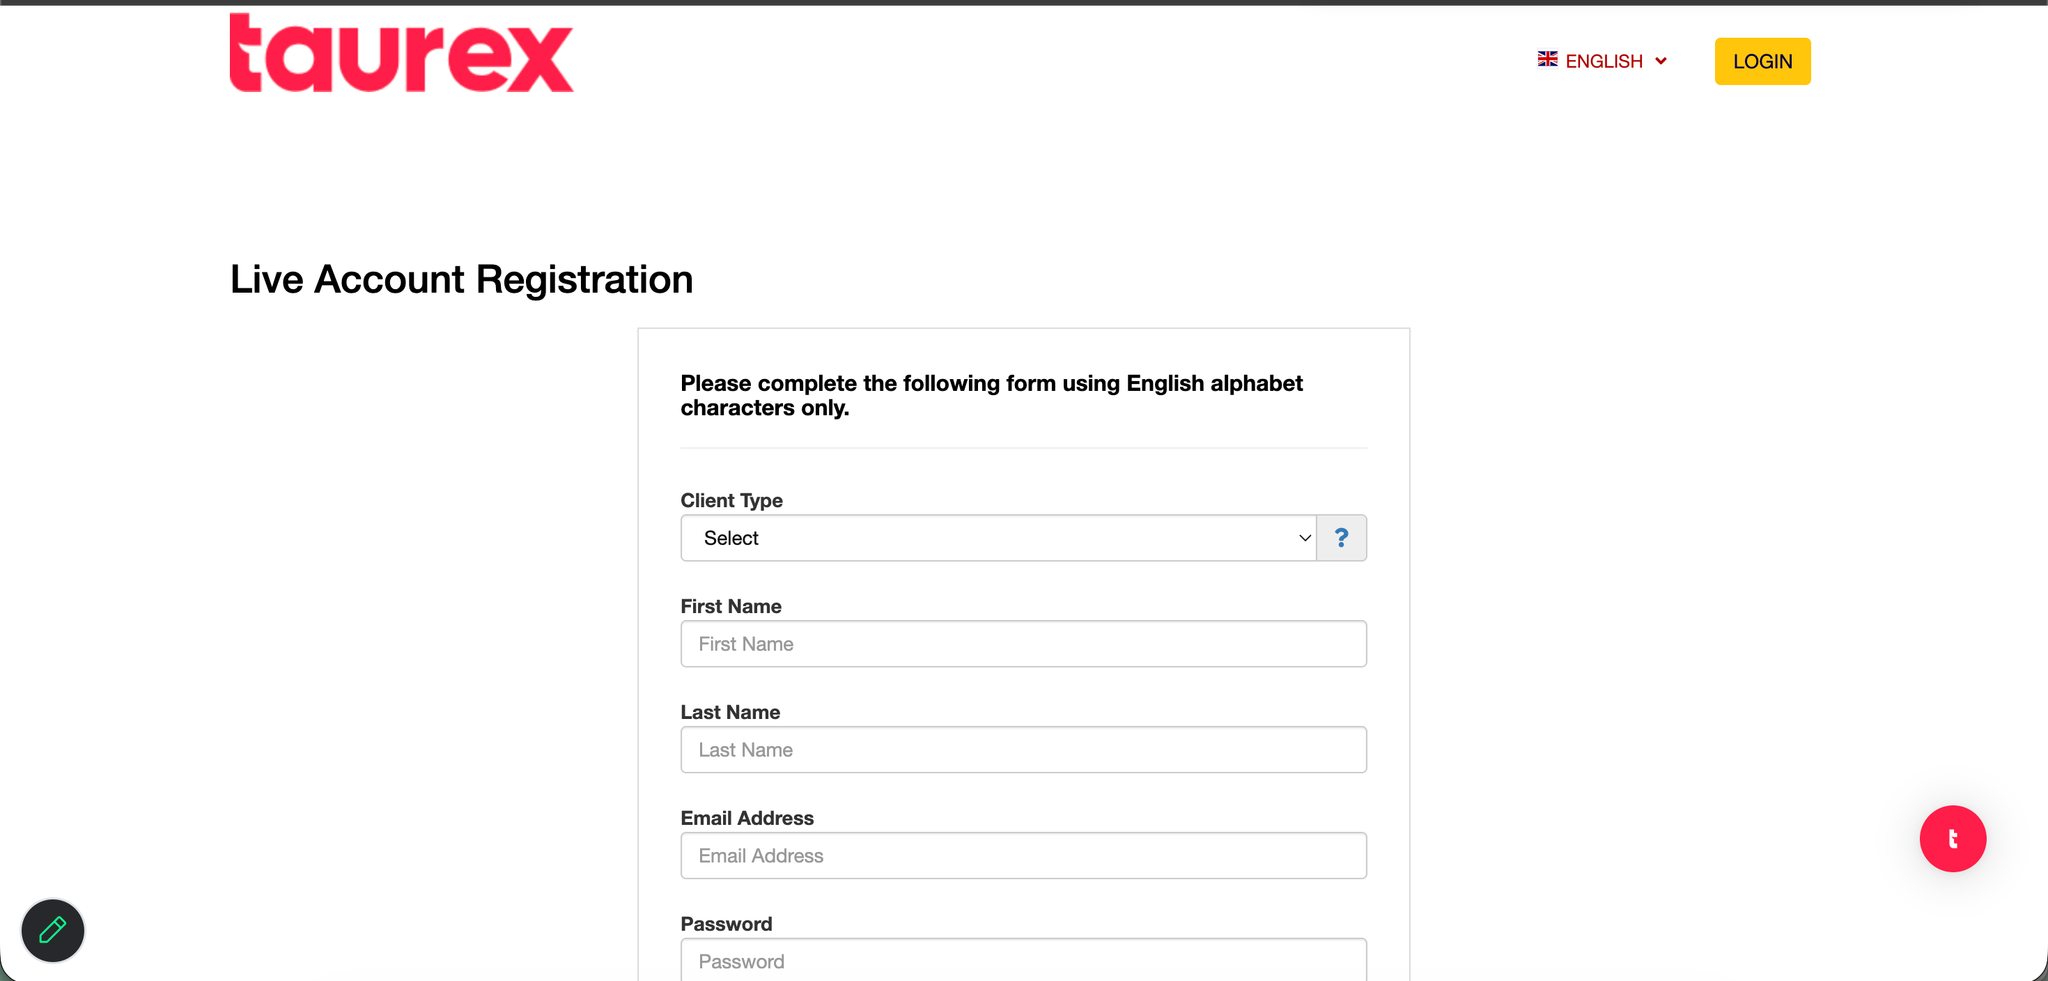 taurex
ENGLISH
LOGIN
Live Account Registration
Please complete the following form using English alphabet
characters only.
Client Type
Select
?
First Name
First Name
Last Name
Last Name
Email Address
Email Address
t
Password
Password